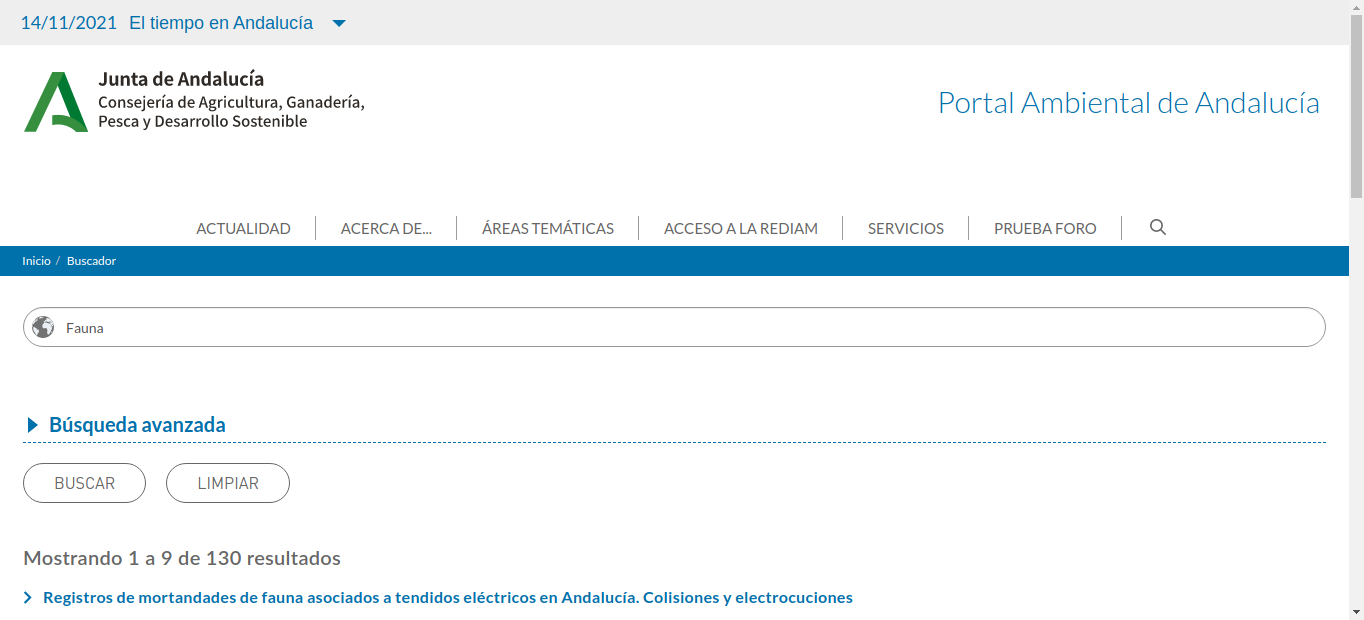 14/11/2021 El tiempo en Andalucía
Junta de Andalucía
Consejería de Agricultura, Ganadería,
Pesca y Desarrollo Sostenible
Portal Ambiental de Andalucía
ACTUALIDAD ACERCA DE... ÁREAS TEMÁTICAS ACCESO A LA REDIAM SERVICIOS PRUEBA FORO
Inicio / Buscador
Fauna
Búsqueda avanzada
BUSCAR LIMPIAR
Mostrando 1 a 9 de 130 resultados
Registros de mortandades de fauna asociados a tendidos eléctricos en Andalucía. Colisiones y electrocuciones